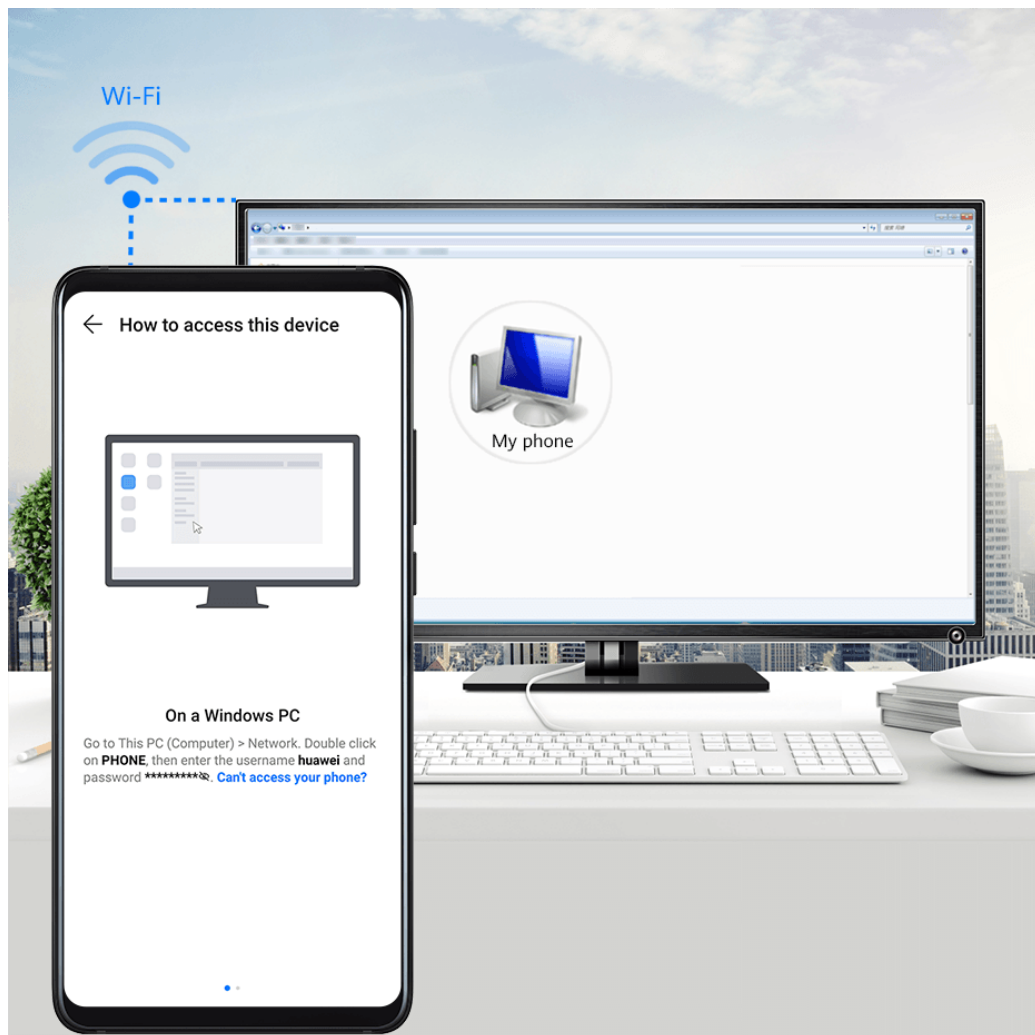 Wi-Fi
How to access this device
My phone
On a Windows PC
Go to This PC (Computer) > Network. Double click
on PHONE, then enter the username huawei and
password *********. Can't access your phone?